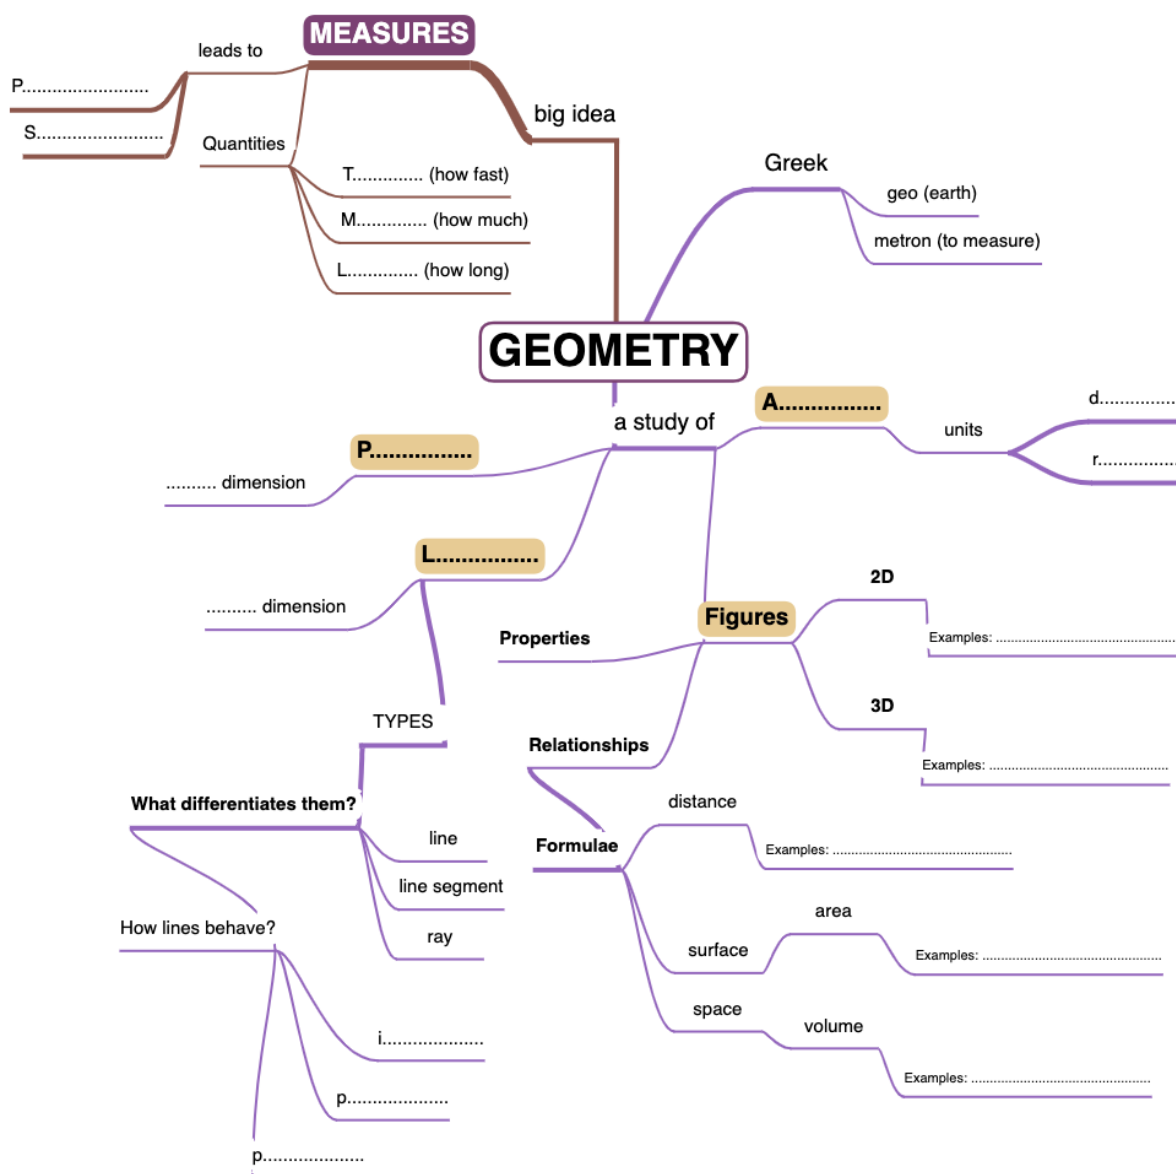 MEASURES
leads to
P........................
S........................
big idea
Quantities
T.............. (how fast)
M.............. (how much)
L.............. (how long)
Greek
geo (earth)
metron (to measure)
GEOMETRY
a study of
A................
units
d...............
r...............
P................
.......... dimension
L................
.......... dimension
Figures
2D
Examples: ......................................................
Properties
3D
Examples: ......................................................
TYPES
Relationships
What differentiates them?
line
line segment
ray
distance
Examples: ......................................................
Formulae
area
Examples: ......................................................
surface
space
volume
Examples: ......................................................
How lines behave?
i....................
p....................
p....................